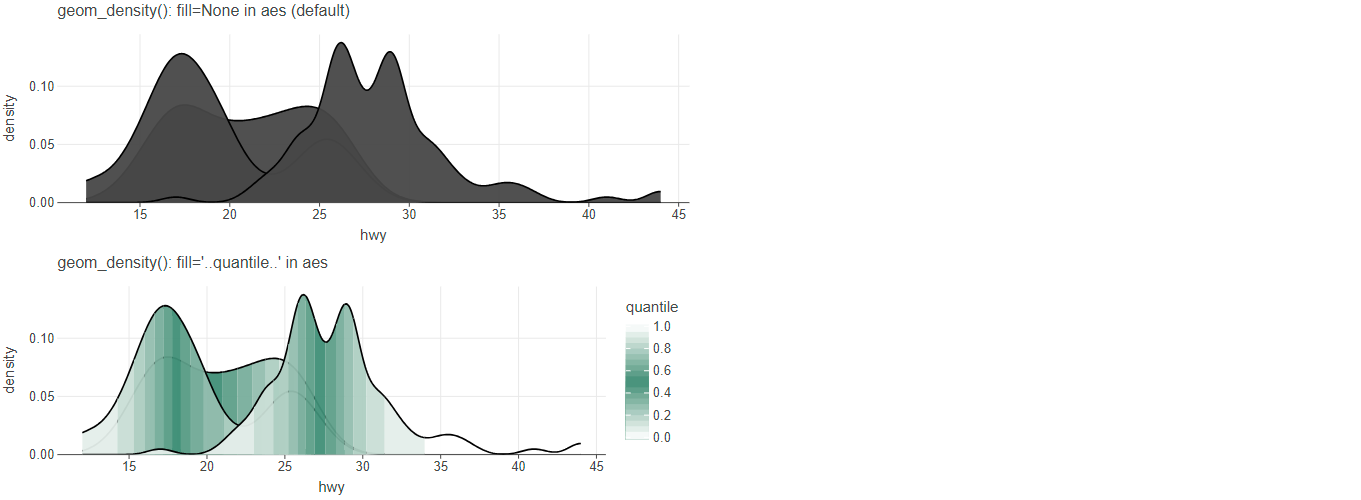 geom_density(): fill=None in aes (default)
0.10
0.05
0.00
density
15 20 25 30 35 40 45
hwy
geom_density(): fill='..quantile..' in aes
0.10
0.05
0.00
density
15 20 25 30 35 40 45
hwy
quantile
1.0
0.8
0.6
0.4
0.2
0.0